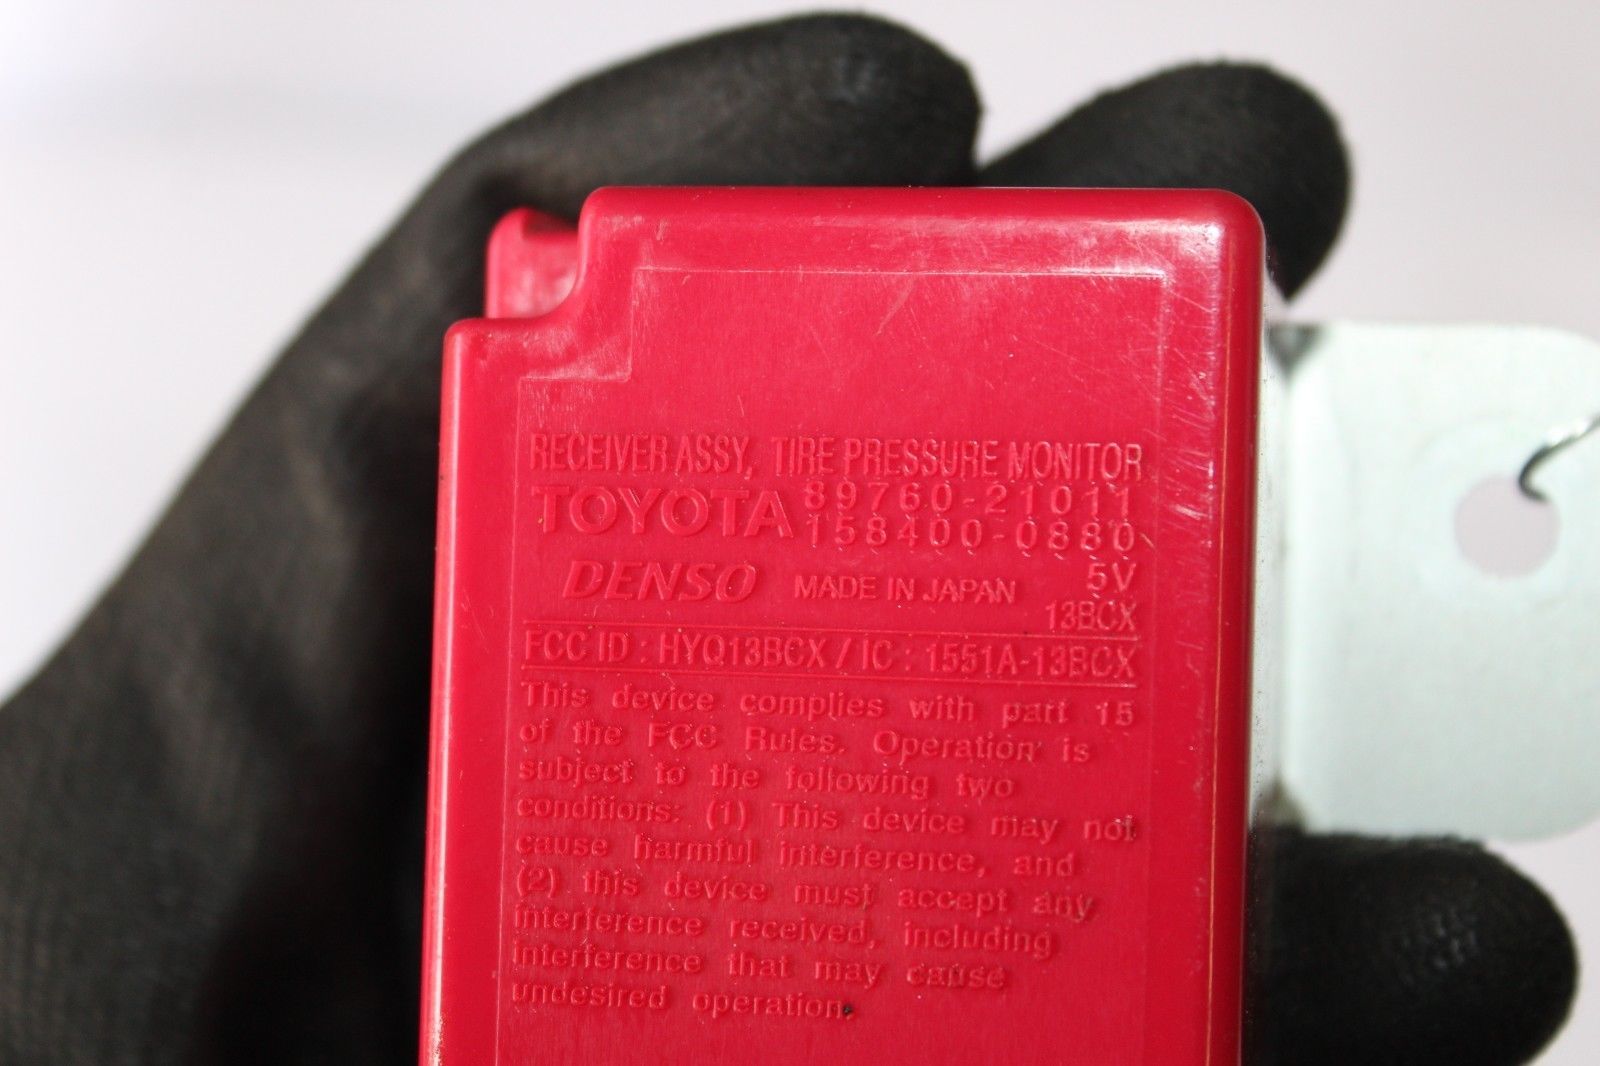 RECEIVER ASSY, TIRE PRESSURE MONITOR
TOYOTA 89760-21011
158400-0880
DENSO MADE IN JAPAN 5V
13BCX
FCC ID : HYQ13BCX / IC : 1551A-13BCX
This device complies with part 15
of the FCC Rules. Operation is
subject to the following two
conditions: (1) This device may not
cause harmful interference, and
(2) this device must accept any
interference received, including
interference that may cause
undesired operation.